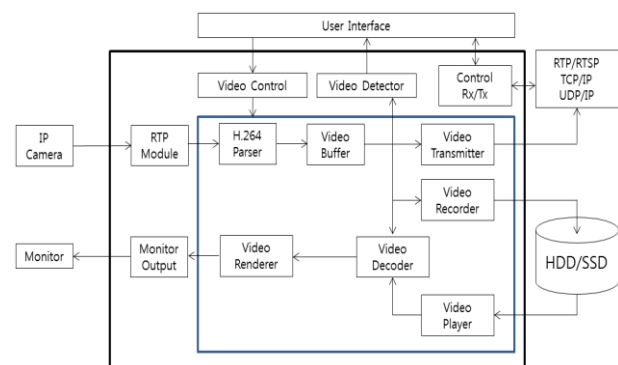 User Interface
Video Control
Video Detector
Control
Rx/Tx
RTP/RTSP
TCP/IP
UDP/IP
IP
Camera
RTP
Module
H.264
Parser
Video
Buffer
Video
Transmitter
Video
Recorder
Monitor
Monitor
Output
Video
Renderer
Video
Decoder
HDD/SSD
Video
Player